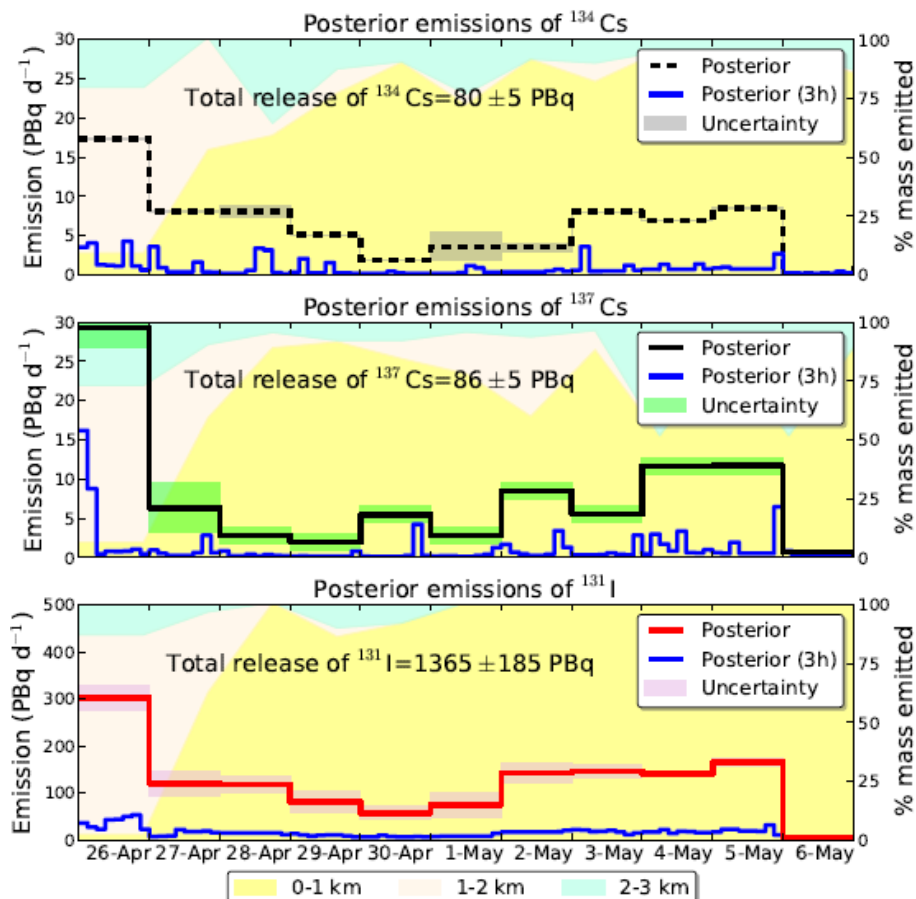 Posterior emissions of ¹³⁴Cs
Emission (PBq d⁻¹)
30
25
20
15
10
5
0
Total release of ¹³⁴Cs=80 ±5 PBq
Posterior
Posterior (3h)
Uncertainty
100
75
50
25
0
% mass emitted
Posterior emissions of ¹³⁷Cs
Emission (PBq d⁻¹)
30
25
20
15
10
5
0
Total release of ¹³⁷Cs=86 ±5 PBq
Posterior
Posterior (3h)
Uncertainty
100
75
50
25
0
% mass emitted
Posterior emissions of ¹³¹I
Emission (PBq d⁻¹)
500
400
300
200
100
0
Total release of ¹³¹I=1365 ±185 PBq
Posterior
Posterior (3h)
Uncertainty
100
75
50
25
0
% mass emitted
26-Apr 27-Apr 28-Apr 29-Apr 30-Apr 1-May 2-May 3-May 4-May 5-May 6-May
0-1 km 1-2 km 2-3 km